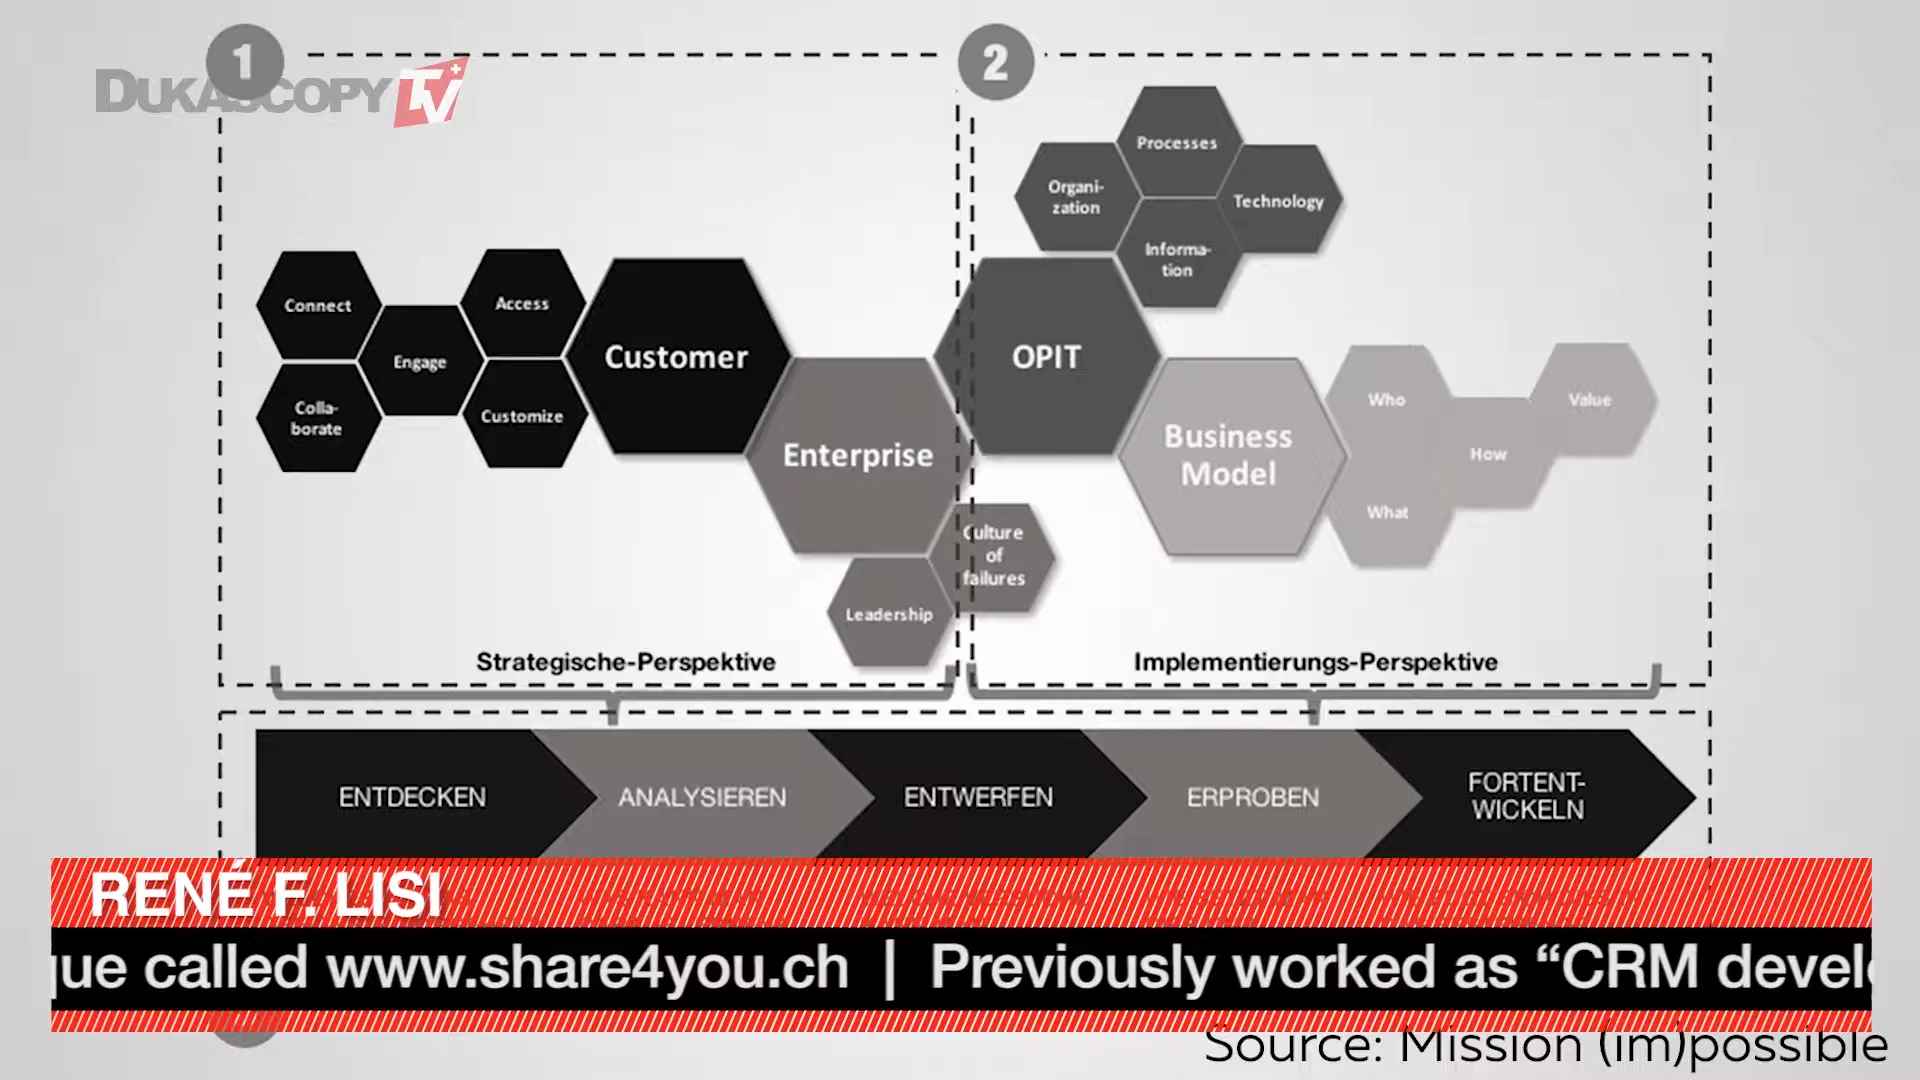 1
2
DUKASCOPY TV
Processes
Organi-
zation
Technology
Informa-
tion
Connect
Access
Engage
Colla-
borate
Customize
Customer
Enterprise
OPIT
Business
Model
Who
Value
How
What
Culture
of
failures
Leadership
Strategische-Perspektive
Implementierungs-Perspektive
ENTDECKEN
ANALYSIEREN
ENTWERFEN
ERPROBEN
FORTENT-
WICKELN
RENÉ F. LISI
que called www.share4you.ch | Previously worked as “CRM develo
Source: Mission (im)possible